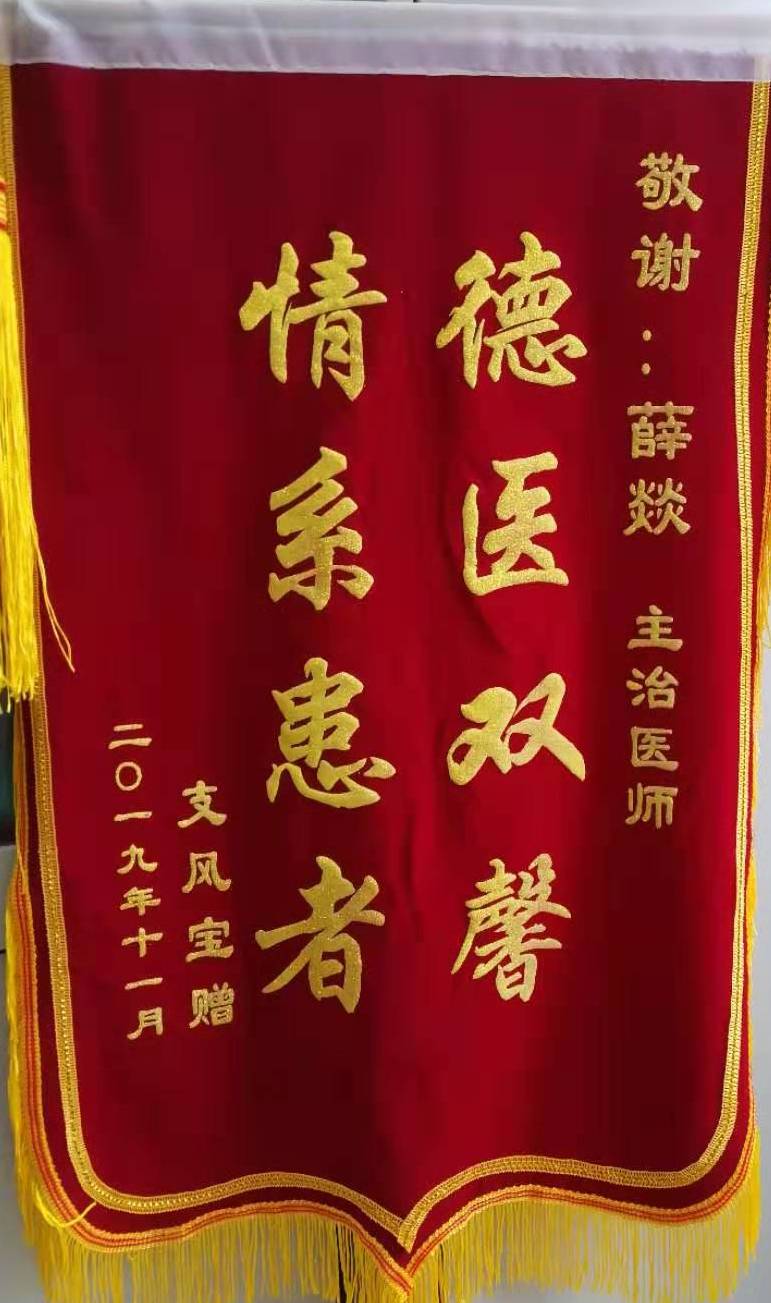 敬谢：薛燚 主治医师
德医双馨
情系患者
支风宝赠
二〇一九年十一月